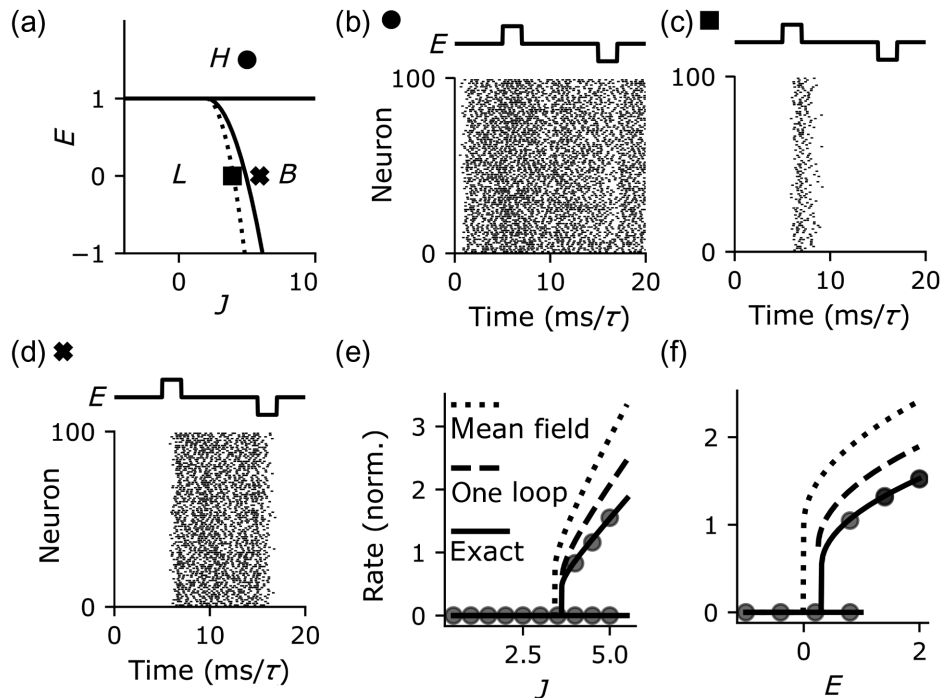 (a)
H
1
E
0
L
B
−1
0
10
J
(b)
E
100
Neuron
0
0
10
20
Time (ms/τ)
(c)
100
0
0
10
20
Time (ms/τ)
(d)
E
100
Neuron
0
0
10
20
Time (ms/τ)
(e)
Rate (norm.)
3
2
1
0
Mean field
One loop
Exact
2.5
5.0
J
(f)
2
1
0
0
2
E